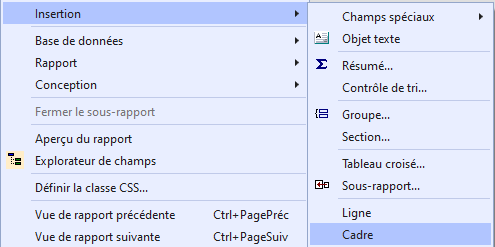 Insertion
Base de données
Rapport
Conception
Fermer le sous-rapport
Aperçu du rapport
Explorateur de champs
Définir la classe CSS...
Vue de rapport précédente Ctrl+PagePréc
Vue de rapport suivante Ctrl+PageSuiv
Champs spéciaux
Objet texte
Résumé...
Contrôle de tri...
Groupe...
Section...
Tableau croisé...
Sous-rapport...
Ligne
Cadre